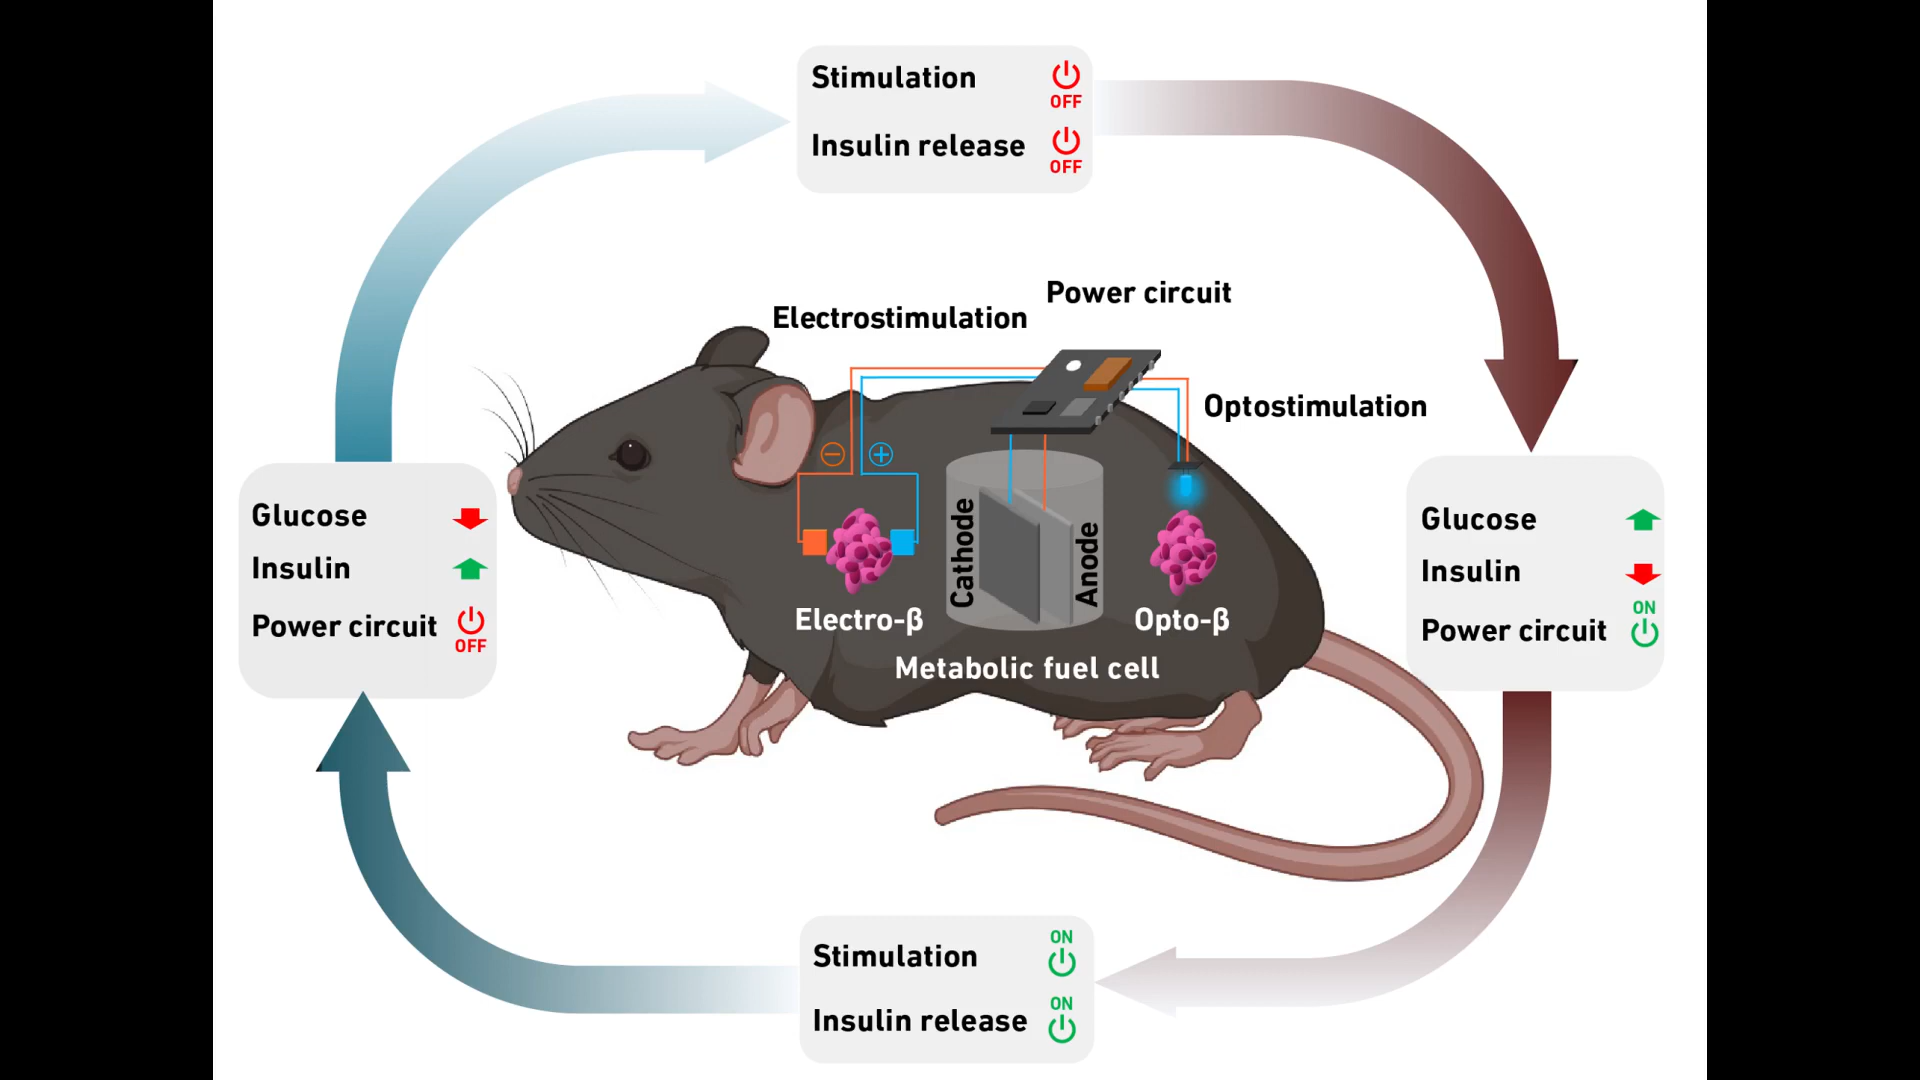 Stimulation
OFF
Insulin release
OFF
Power circuit
Electrostimulation
Optostimulation
Glucose
Insulin
Power circuit
OFF
Cathode
Anode
Electro-β
Opto-β
Metabolic fuel cell
Glucose
Insulin
ON
Power circuit
ON
Stimulation
ON
Insulin release